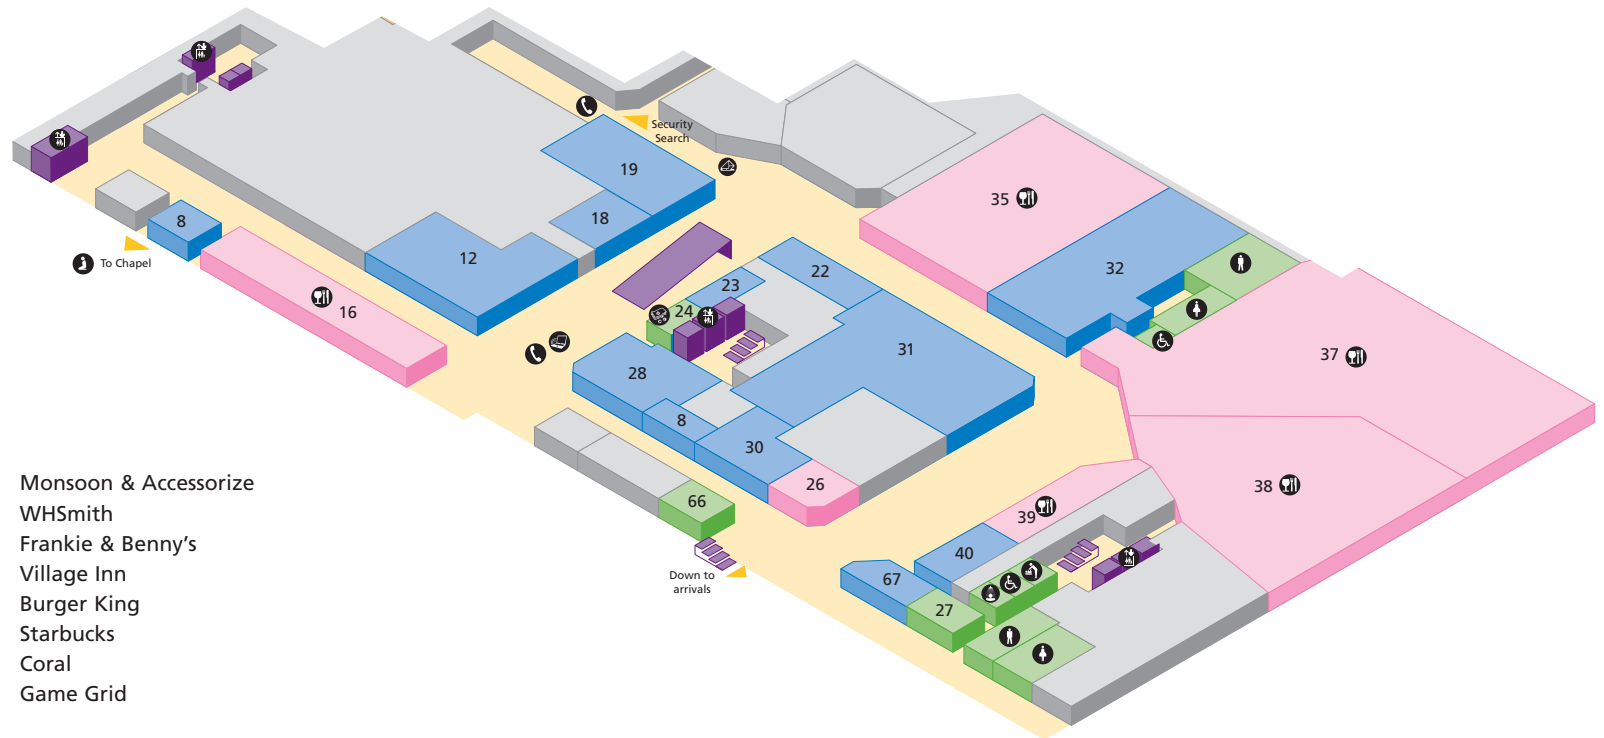 Security
Search
19
35
8
18
12
To Chapel
32
22
23
24
16
31
37
28
8
30
26
38
66
39
40
Down to
arrivals
67
27
Monsoon & Accessorize
WHSmith
Frankie & Benny's
Village Inn
Burger King
Starbucks
Coral
Game Grid